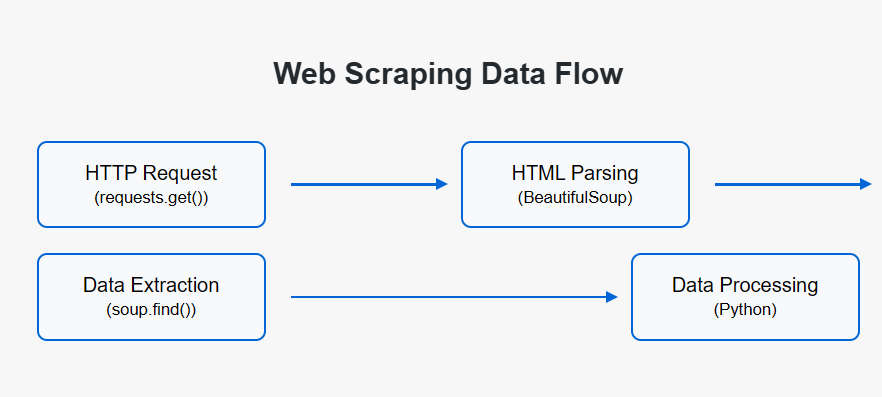 Web Scraping Data Flow
HTTP Request
(requests.get())
HTML Parsing
(BeautifulSoup)
Data Extraction
(soup.find())
Data Processing
(Python)